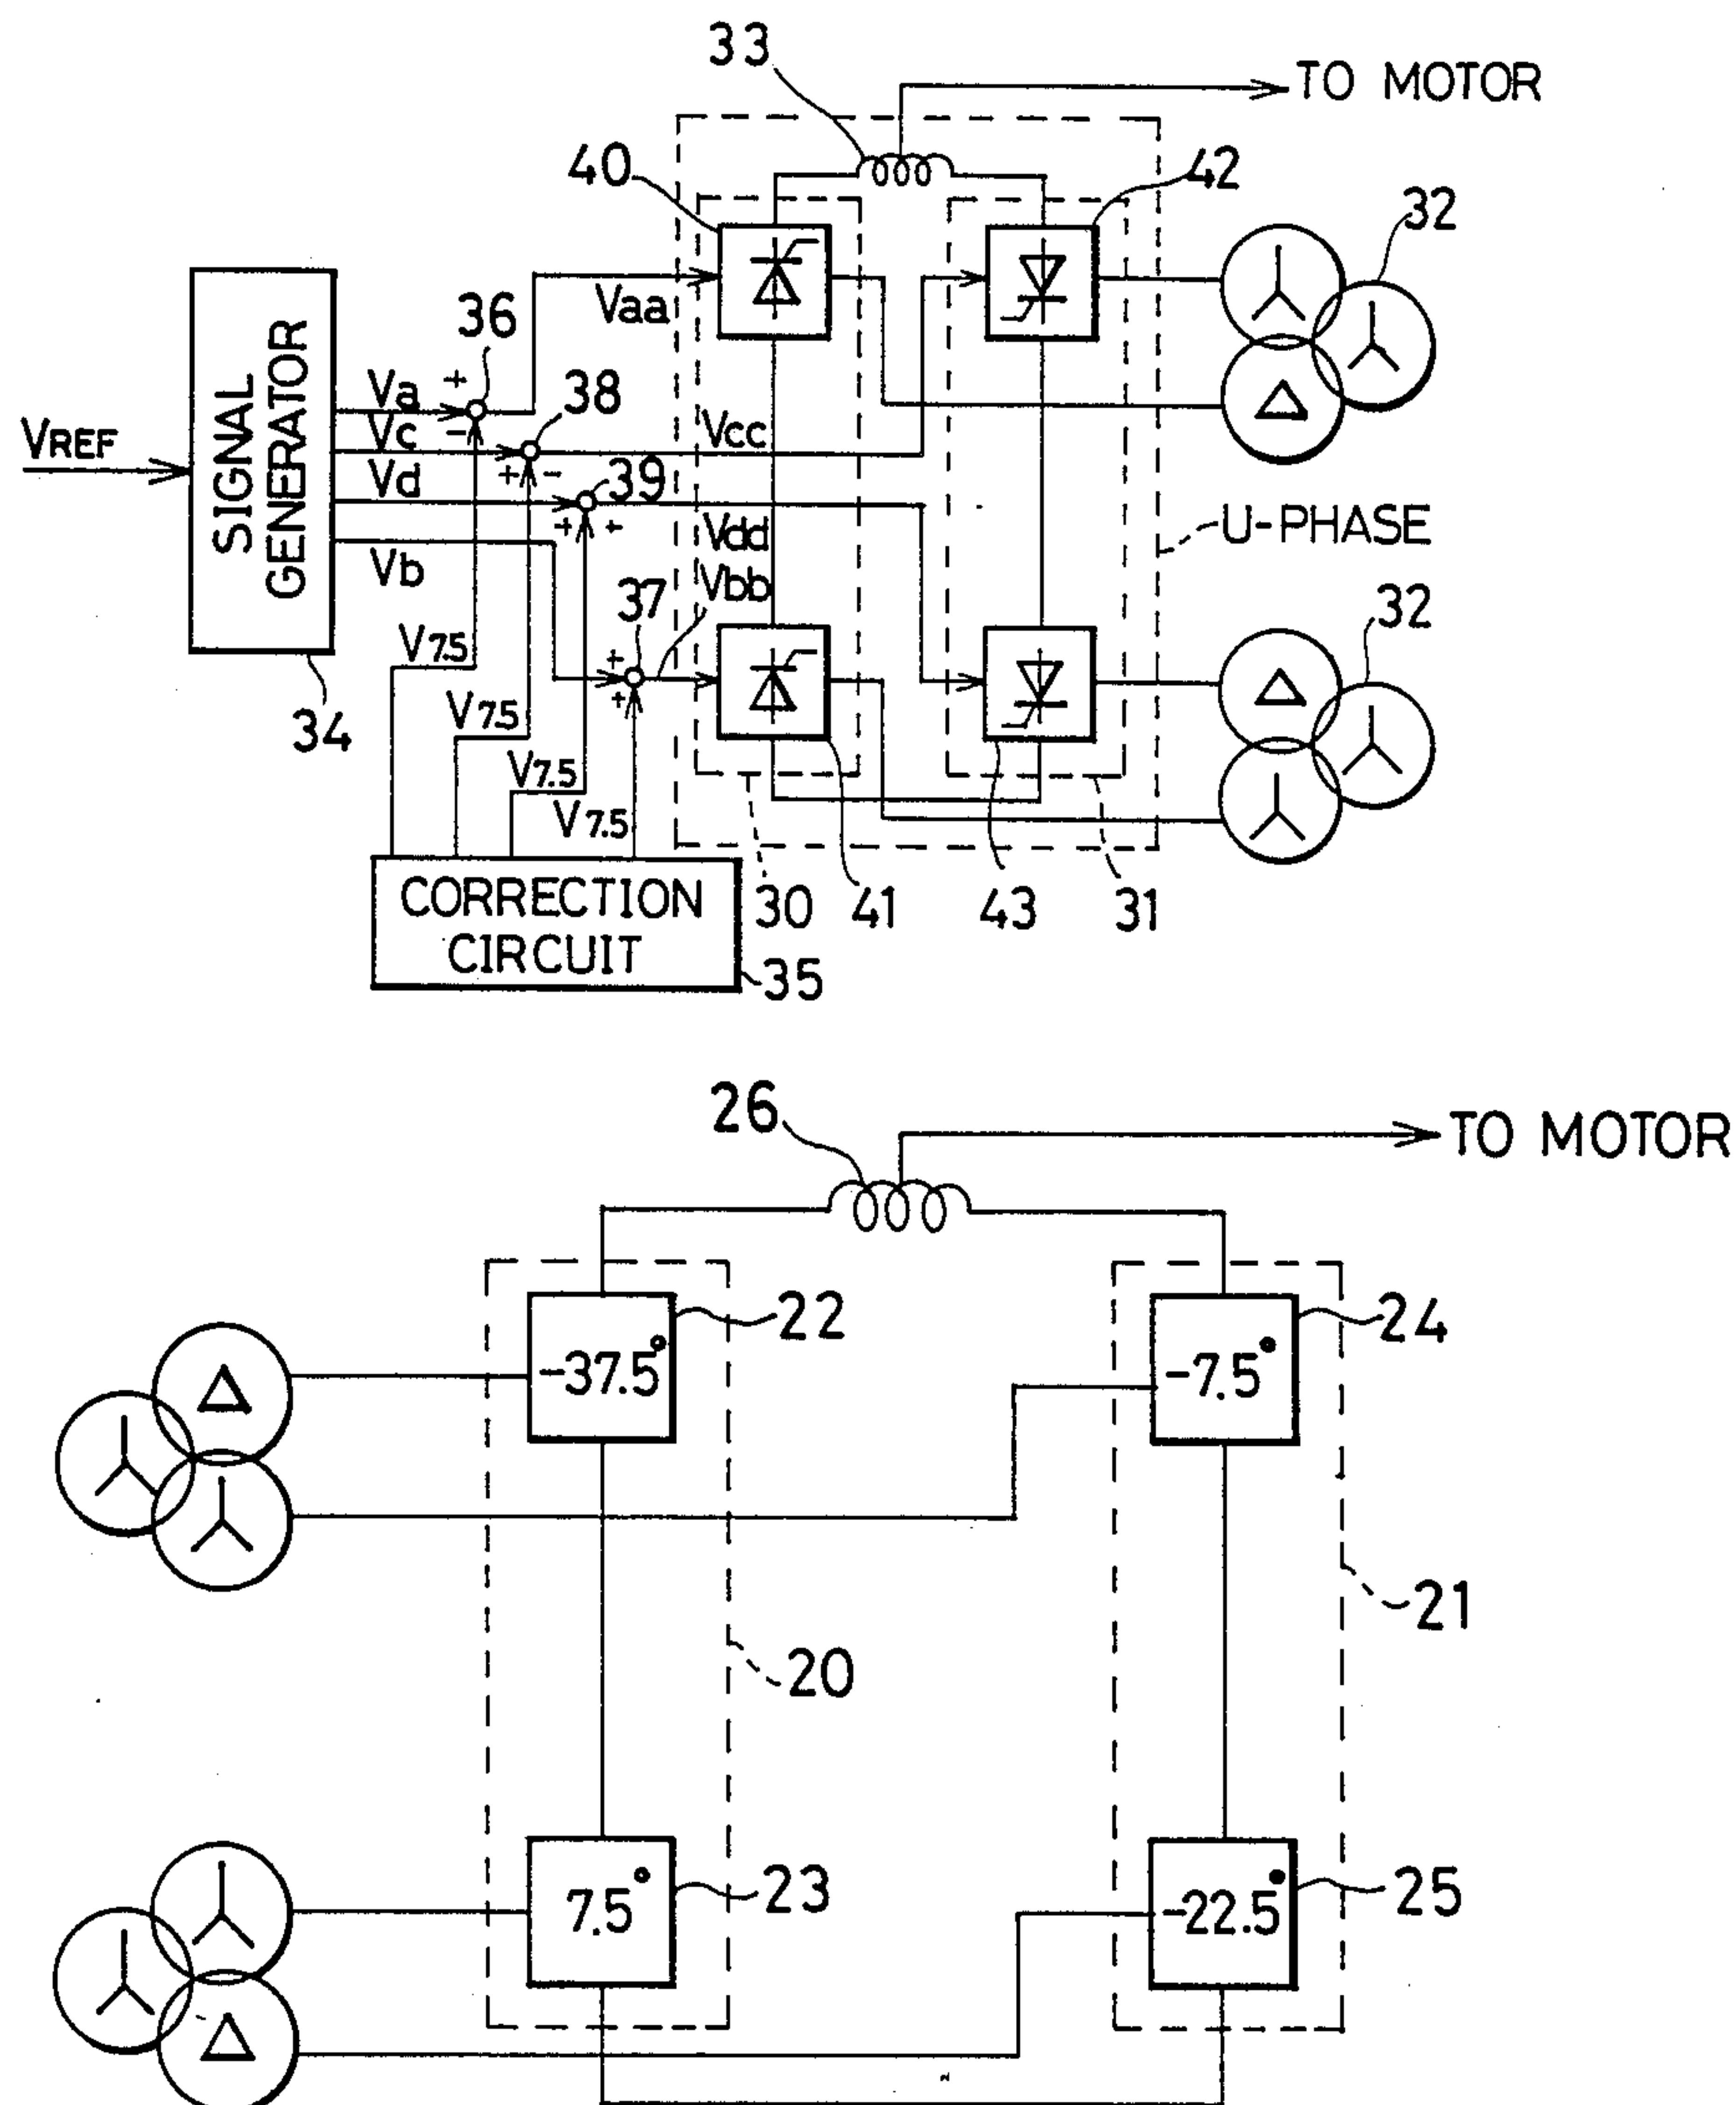 33
TO MOTOR
40
42
32
SIGNAL
GENERATOR
VREF
Va
+
36
-
Vaa
Vc
38
+ -
Vcc
Vd
39
+ +
Vdd
Vb
Vbb
37
+
+
U-PHASE
32
V7.5
34
V7.5
V7.5
V7.5
CORRECTION
CIRCUIT
35
30
41
43
31
26
TO MOTOR
-37.5°
22
-7.5°
24
20
21
7.5°
23
-22.5°
25